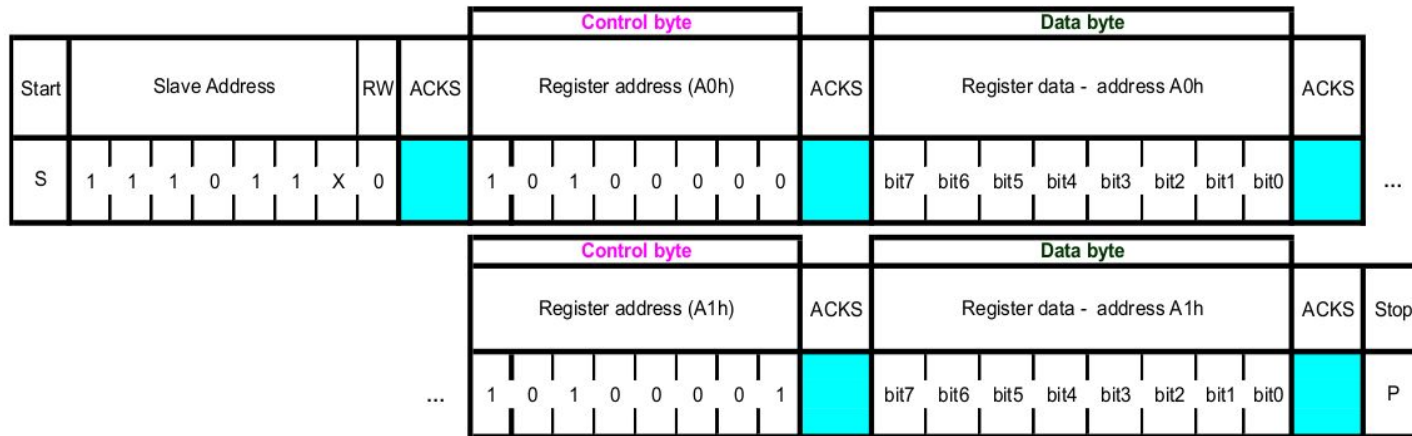 Control byte Data byte
Start Slave Address RW ACKS Register address (A0h) ACKS Register data - address A0h ACKS
S 1 1 1 0 1 1 X 0 1 0 1 0 0 0 0 0 bit7 bit6 bit5 bit4 bit3 bit2 bit1 bit0 ...
Control byte Data byte
Register address (A1h) ACKS Register data - address A1h ACKS Stop
... 1 0 1 0 0 0 0 1 bit7 bit6 bit5 bit4 bit3 bit2 bit1 bit0 P